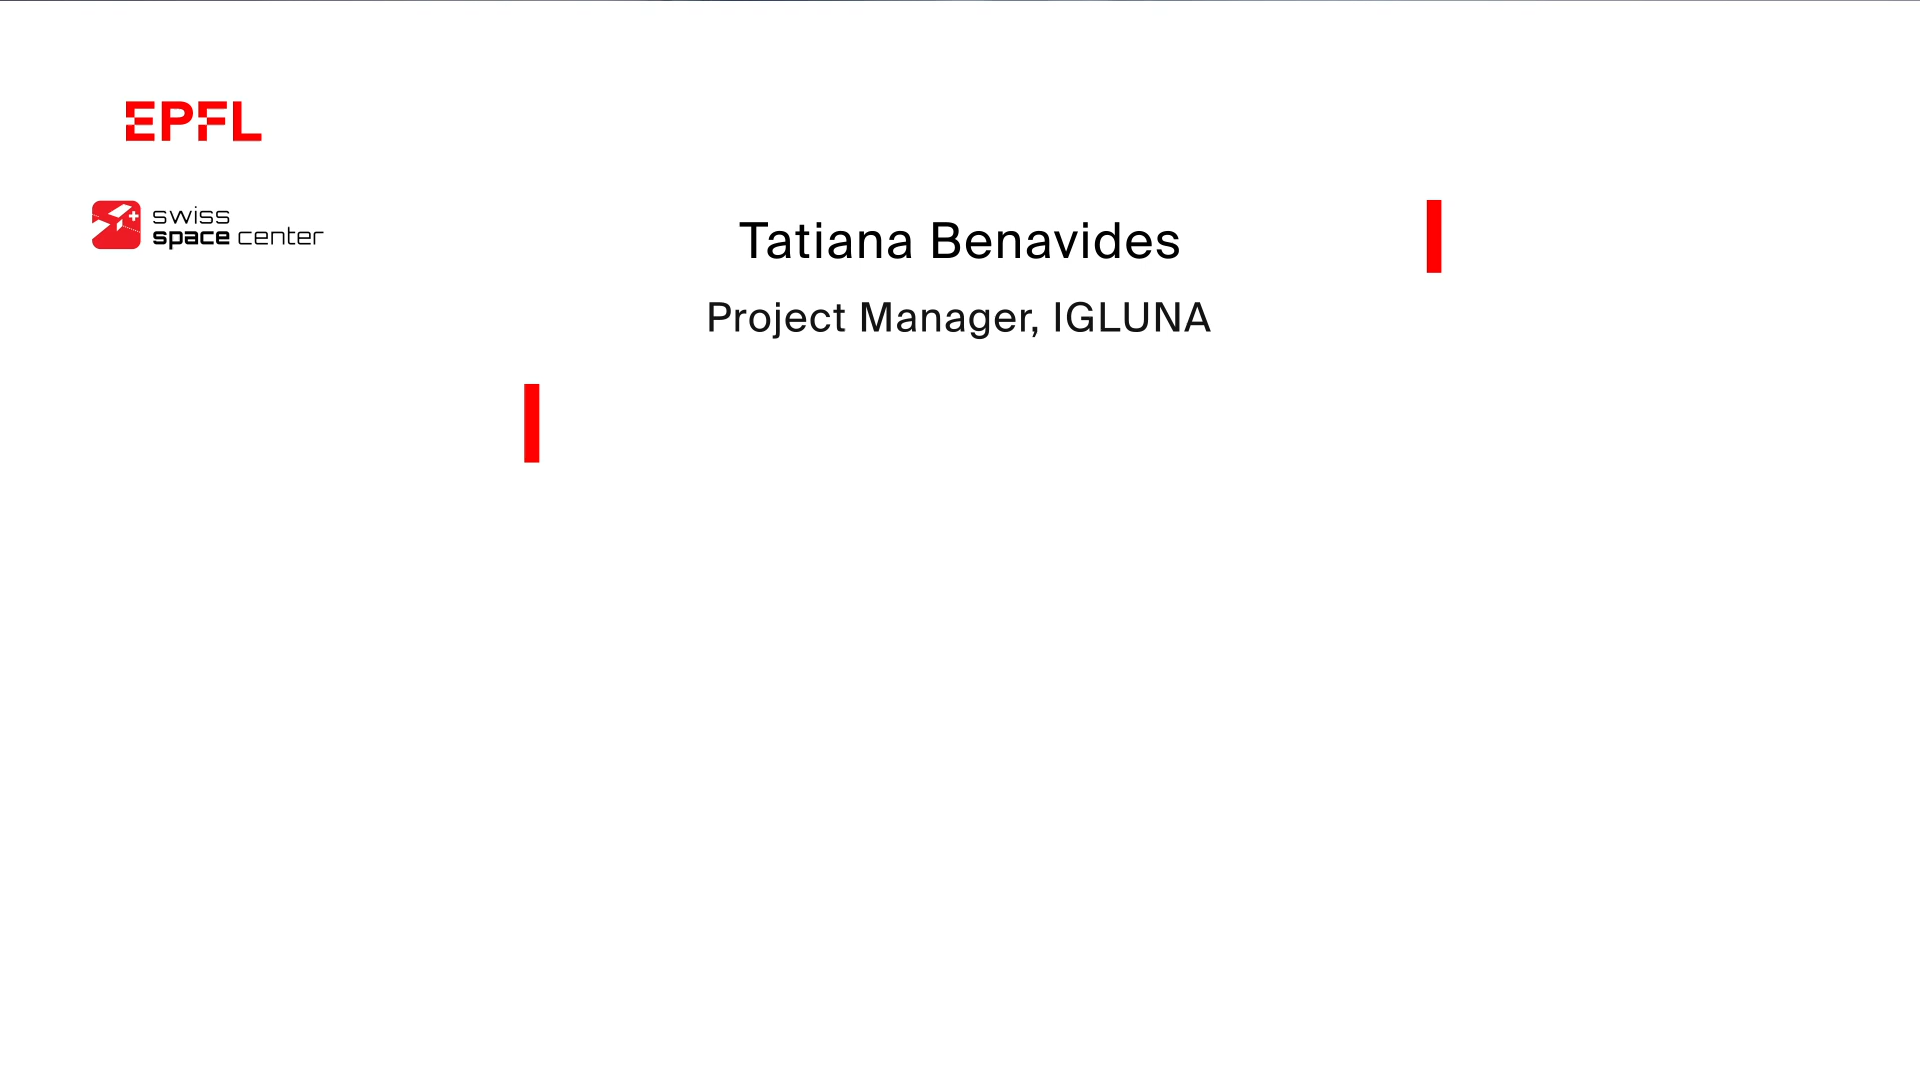 EPFL
swiss
space center
Tatiana Benavides
Project Manager, IGLUNA